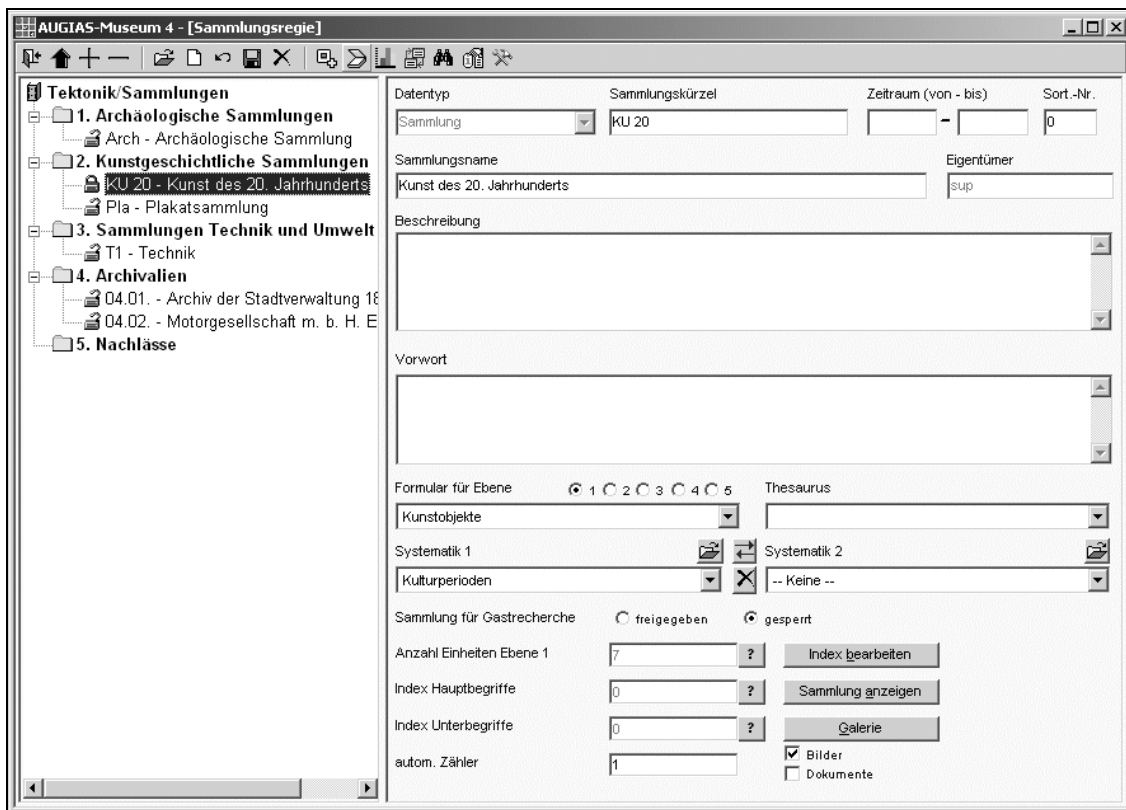 AUGIAS-Museum 4 - [Sammlungsregie]
Tektonik/Sammlungen
1. Archäologische Sammlungen
Arch - Archäologische Sammlung
2. Kunstgeschichtliche Sammlungen
KU 20 - Kunst des 20. Jahrhunderts
Pla - Plakatsammlung
3. Sammlungen Technik und Umwelt
T1 - Technik
4. Archivalien
04.01. - Archiv der Stadtverwaltung 18
04.02. - Motorgesellschaft m. b. H. E
5. Nachlässe
Datentyp Sammlungskürzel Zeitraum (von - bis) Sort.-Nr.
Sammlung KU 20 – 0
Sammlungsname Eigentümer
Kunst des 20. Jahrhunderts sup
Beschreibung
Vorwort
Formular für Ebene 1 2 3 4 5 Thesaurus
Kunstobjekte
Systematik 1 Systematik 2
Kulturperioden -- Keine --
Sammlung für Gastrecherche freigegeben gesperrt
Anzahl Einheiten Ebene 1 7 ? Index bearbeiten
Index Hauptbegriffe 0 ? Sammlung anzeigen
Index Unterbegriffe 0 ? Galerie
autom. Zähler 1 Bilder
Dokumente